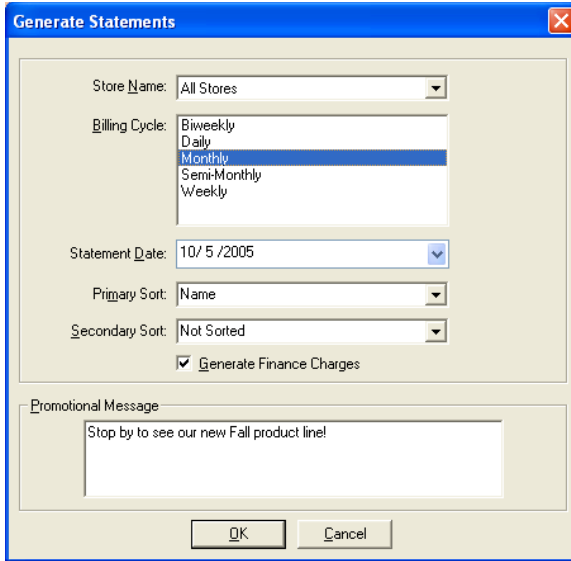 Generate Statements
Store Name: All Stores
Billing Cycle: Biweekly
Daily
Monthly
Semi-Monthly
Weekly
Statement Date: 10/ 5 /2005
Primary Sort: Name
Secondary Sort: Not Sorted
Generate Finance Charges
Promotional Message
Stop by to see our new Fall product line!
OK Cancel